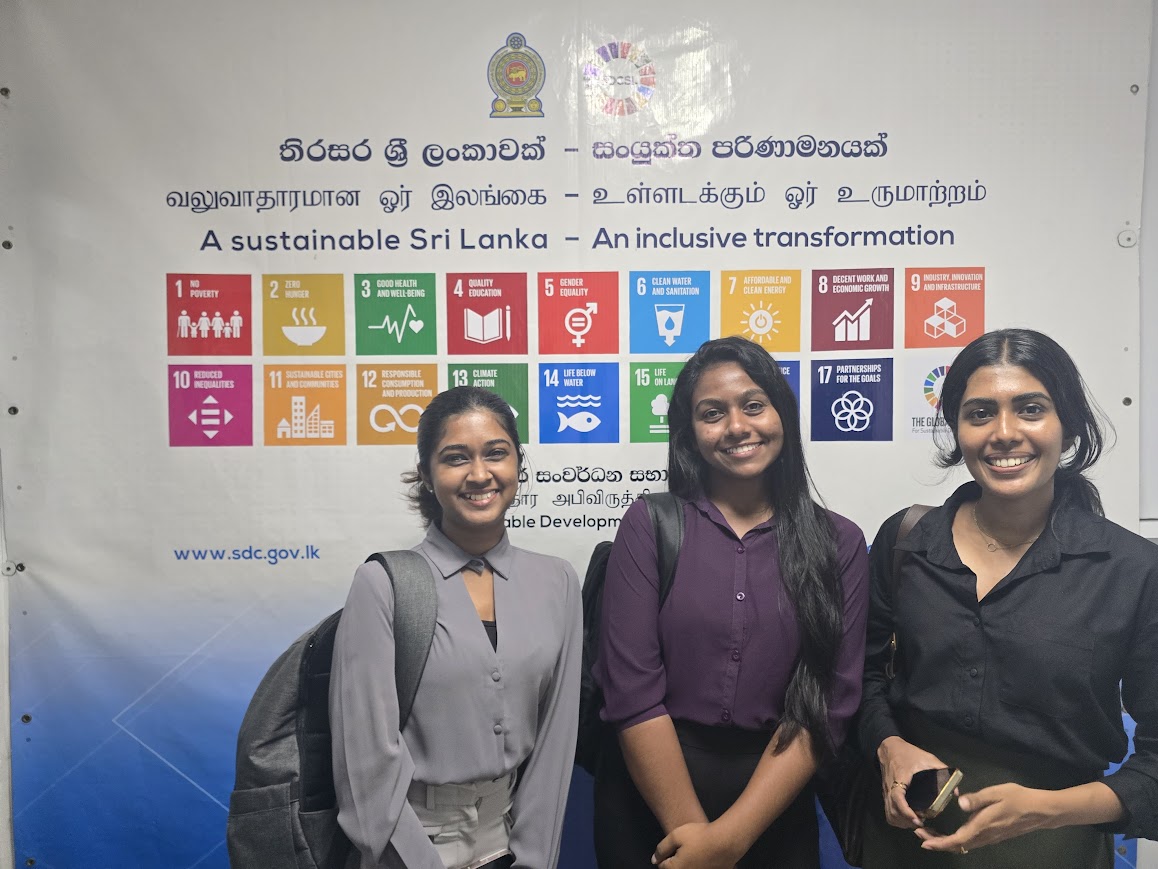 තිරසර ශ්‍රී ලංකාවක් – සංයුක්ත පරිණාමනයක්
வலுவாதாரமான ஓர் இலங்கை – உள்ளடக்கும் ஓர் உருமாற்றம்
A sustainable Sri Lanka – An inclusive transformation
1 NO POVERTY
2 ZERO HUNGER
3 GOOD HEALTH AND WELL-BEING
4 QUALITY EDUCATION
5 GENDER EQUALITY
6 CLEAN WATER AND SANITATION
7 AFFORDABLE AND CLEAN ENERGY
8 DECENT WORK AND ECONOMIC GROWTH
9 INDUSTRY, INNOVATION AND INFRASTRUCTURE
10 REDUCED INEQUALITIES
11 SUSTAINABLE CITIES AND COMMUNITIES
12 RESPONSIBLE CONSUMPTION AND PRODUCTION
13 CLIMATE ACTION
14 LIFE BELOW WATER
15 LIFE ON
17 PARTNERSHIPS FOR THE GOALS
THE
සංවර්ධන සභා
அபிவிருத்தி
www.sdc.gov.lk